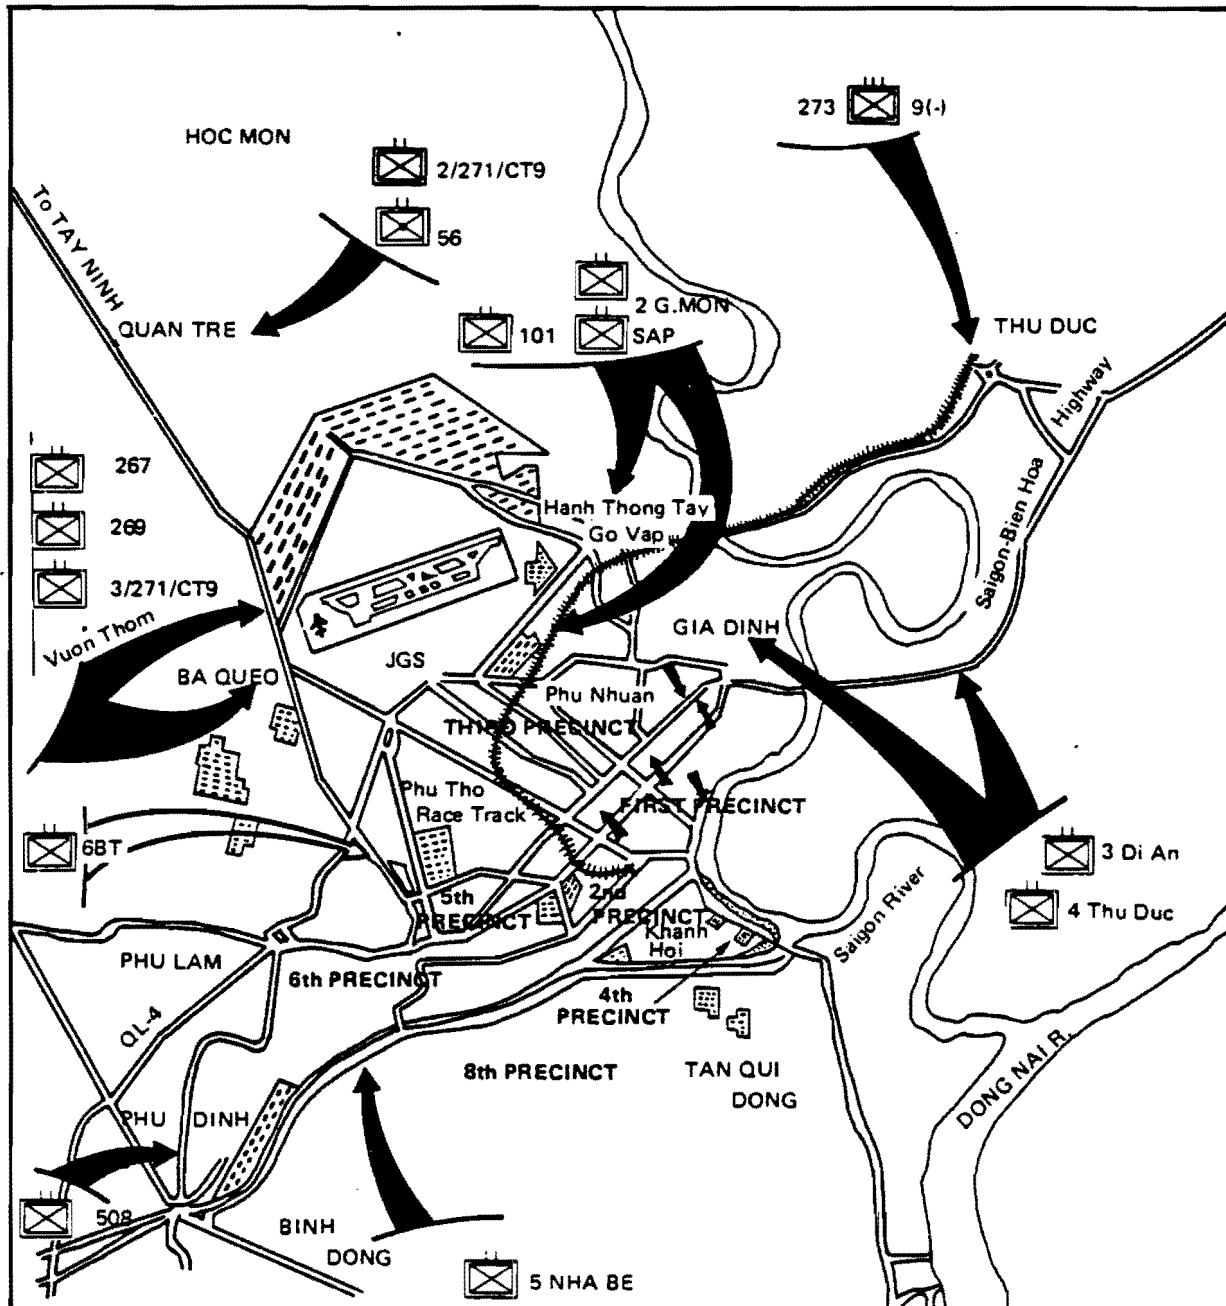 273 9(-)
HOC MON
2/271/CT9
56
To TAY NINH
2 G.MON
101 SAP
QUAN TRE
THU DUC
Highway
267
269
3/271/CT9
Hanh Thong Tay
Go Vap
Saigon-Bien Hoa
Vuon Thom
GIA DINH
JGS
BA QUEO
Phu Nhuan
THIRD PRECINCT
Phu Tho
Race Track
FIRST PRECINCT
6BT
3 Di An
4 Thu Duc
5th
PRECINCT
2nd
PRECINCT
Khanh
Hoi
Saigon River
PHU LAM
6th PRECINCT
4th
PRECINCT
QL-4
8th PRECINCT
TAN QUI
DONG
DONG NAI R.
PHU DINH
508
BINH
DONG
5 NHA BE